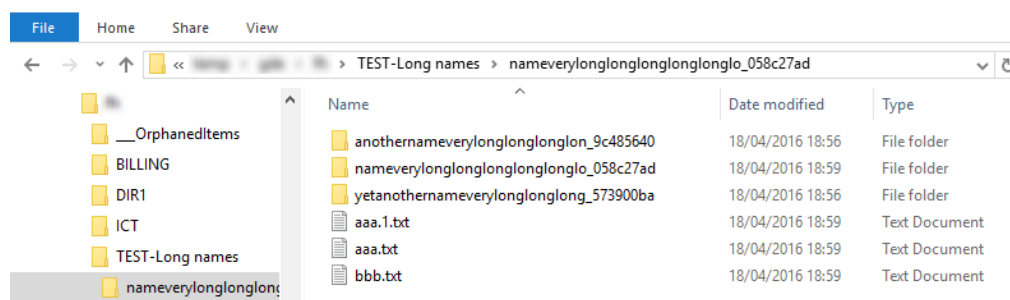 File Home Share View
« > TEST-Long names > nameverylonglonglonglonglonglo_058c27ad
Name Date modified Type
__OrphanedItems
BILLING
DIR1
ICT
TEST-Long names
nameverylonglonglong
anothernameverylonglonglonglon_9c485640 18/04/2016 18:56 File folder
nameverylonglonglonglonglonglo_058c27ad 18/04/2016 18:59 File folder
yetanothernameverylonglonglong_573900ba 18/04/2016 18:56 File folder
aaa.1.txt 18/04/2016 18:59 Text Document
aaa.txt 18/04/2016 18:59 Text Document
bbb.txt 18/04/2016 18:59 Text Document